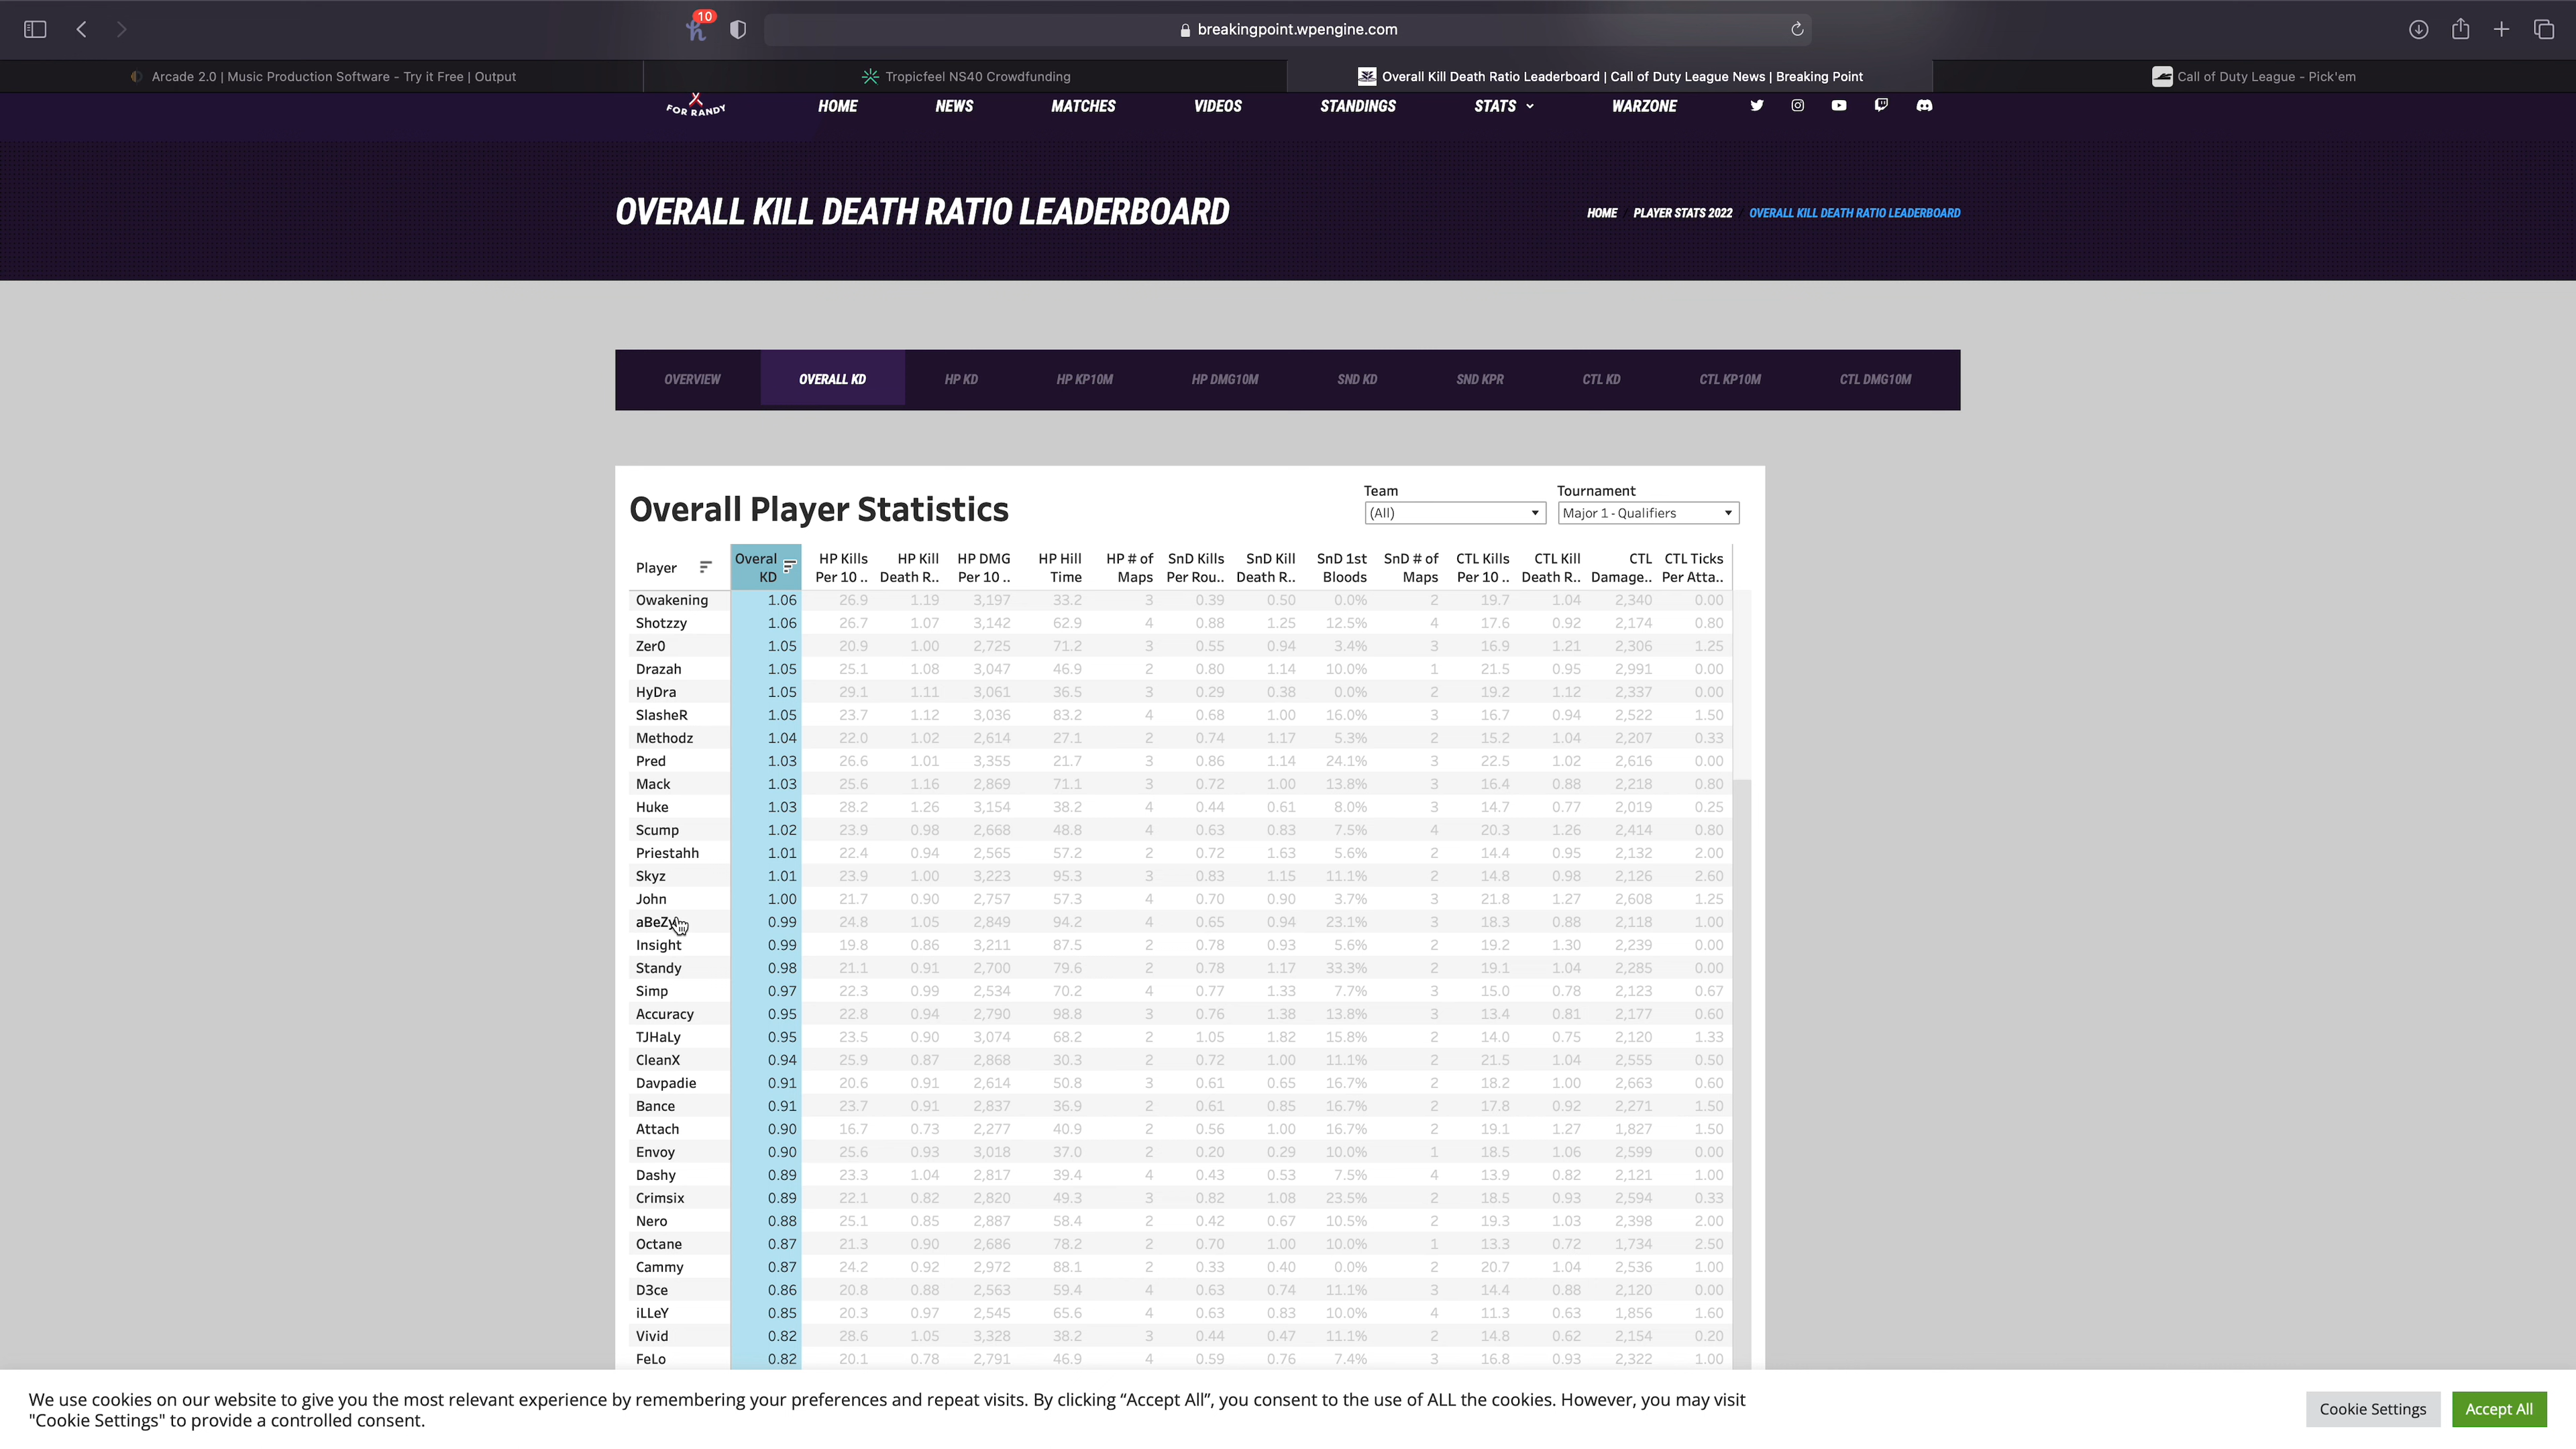 10
breakingpoint.wpengine.com
Arcade 2.0 | Music Production Software - Try it Free | Output
Tropicfeel NS40 Crowdfunding
Overall Kill Death Ratio Leaderboard | Call of Duty League News | Breaking Point
Call of Duty League - Pick'em
FOR RANDY
HOME NEWS MATCHES VIDEOS STANDINGS STATS WARZONE
OVERALL KILL DEATH RATIO LEADERBOARD
HOME PLAYER STATS 2022 OVERALL KILL DEATH RATIO LEADERBOARD
OVERVIEW OVERALL KD HP KD HP KP10M HP DMG10M SND KD SND KPR CTL KD CTL KP10M CTL DMG10M
Overall Player Statistics
Team
(All)
Tournament
Major 1 - Qualifiers
Player Overal HP Kills HP Kill HP DMG HP Hill HP # of SnD Kills SnD Kill SnD 1st SnD # of CTL Kills CTL Kill CTL CTL Ticks
KD Per 10 .. Death R.. Per 10 .. Time Maps Per Rou.. Death R.. Bloods Maps Per 10 .. Death R.. Damage.. Per Atta..
Owakening 1.06 26.9 1.19 3,197 33.2 3 0.39 0.50 0.0% 2 19.7 1.04 2,340 0.00
Shotzzy 1.06 26.7 1.07 3,142 62.9 4 0.88 1.25 12.5% 4 17.6 0.92 2,174 0.80
Zer0 1.05 20.9 1.00 2,725 71.2 3 0.55 0.94 3.4% 3 16.9 1.21 2,306 1.25
Drazah 1.05 25.1 1.08 3,047 46.9 2 0.80 1.14 10.0% 1 21.5 0.95 2,991 0.00
HyDra 1.05 29.1 1.11 3,061 36.5 3 0.29 0.38 0.0% 2 19.2 1.12 2,337 0.00
SlasheR 1.05 23.7 1.12 3,036 83.2 4 0.68 1.00 16.0% 3 16.7 0.94 2,522 1.50
Methodz 1.04 22.0 1.02 2,614 27.1 2 0.74 1.17 5.3% 2 15.2 1.04 2,207 0.33
Pred 1.03 26.6 1.01 3,355 21.7 3 0.86 1.14 24.1% 3 22.5 1.02 2,616 0.00
Mack 1.03 25.6 1.16 2,869 71.1 3 0.72 1.00 13.8% 3 16.4 0.88 2,218 0.80
Huke 1.03 28.2 1.26 3,154 38.2 4 0.44 0.61 8.0% 3 14.7 0.77 2,019 0.25
Scump 1.02 23.9 0.98 2,668 48.8 4 0.63 0.83 7.5% 4 20.3 1.26 2,414 0.80
Priestahh 1.01 22.4 0.94 2,565 57.2 2 0.72 1.63 5.6% 2 14.4 0.95 2,132 2.00
Skyz 1.01 23.9 1.00 3,223 95.3 3 0.83 1.15 11.1% 2 14.8 0.98 2,126 2.60
John 1.00 21.7 0.90 2,757 57.3 4 0.70 0.90 3.7% 3 21.8 1.27 2,608 1.25
aBeZy 0.99 24.8 1.05 2,849 94.2 4 0.65 0.94 23.1% 3 18.3 0.88 2,118 1.00
Insight 0.99 19.8 0.86 3,211 87.5 2 0.78 0.93 5.6% 2 19.2 1.30 2,239 0.00
Standy 0.98 21.1 0.91 2,700 79.6 2 0.78 1.17 33.3% 2 19.1 1.04 2,285 0.00
Simp 0.97 22.3 0.99 2,534 70.2 4 0.77 1.33 7.7% 3 15.0 0.78 2,123 0.67
Accuracy 0.95 22.8 0.94 2,790 98.8 3 0.76 1.38 13.8% 3 13.4 0.81 2,177 0.60
TJHaLy 0.95 23.5 0.90 3,074 68.2 2 1.05 1.82 15.8% 2 14.0 0.75 2,120 1.33
CleanX 0.94 25.9 0.87 2,868 30.3 2 0.72 1.00 11.1% 2 21.5 1.04 2,555 0.50
Davpadie 0.91 20.6 0.91 2,614 50.8 3 0.61 0.65 16.7% 2 18.2 1.00 2,663 0.60
Bance 0.91 23.7 0.91 2,837 36.9 2 0.61 0.85 16.7% 2 17.8 0.92 2,271 1.50
Attach 0.90 16.7 0.73 2,277 40.9 2 0.56 1.00 16.7% 2 19.1 1.27 1,827 1.50
Envoy 0.90 25.6 0.93 3,018 37.0 2 0.20 0.29 10.0% 1 18.5 1.06 2,599 0.00
Dashy 0.89 23.3 1.04 2,817 39.4 4 0.43 0.53 7.5% 4 13.9 0.82 2,121 1.00
Crimsix 0.89 22.1 0.82 2,820 49.3 3 0.82 1.08 23.5% 2 18.5 0.93 2,594 0.33
Nero 0.88 25.1 0.85 2,887 58.4 2 0.42 0.67 10.5% 2 19.3 1.03 2,398 2.00
Octane 0.87 21.3 0.90 2,686 78.2 2 0.70 1.00 10.0% 1 13.3 0.72 1,734 2.50
Cammy 0.87 24.2 0.92 2,972 88.1 2 0.33 0.40 0.0% 2 20.7 1.04 2,536 1.00
D3ce 0.86 20.8 0.88 2,563 59.4 4 0.63 0.74 11.1% 3 14.4 0.88 2,120 0.00
iLLeY 0.85 20.3 0.97 2,545 65.6 4 0.63 0.83 10.0% 4 11.3 0.63 1,856 1.60
Vivid 0.82 28.6 1.05 3,328 38.2 3 0.44 0.47 11.1% 2 14.8 0.62 2,154 0.20
FeLo 0.82 20.1 0.78 2,791 46.9 4 0.59 0.76 7.4% 3 16.8 0.93 2,322 1.00
We use cookies on our website to give you the most relevant experience by remembering your preferences and repeat visits. By clicking “Accept All”, you consent to the use of ALL the cookies. However, you may visit
"Cookie Settings" to provide a controlled consent.
Cookie Settings
Accept All